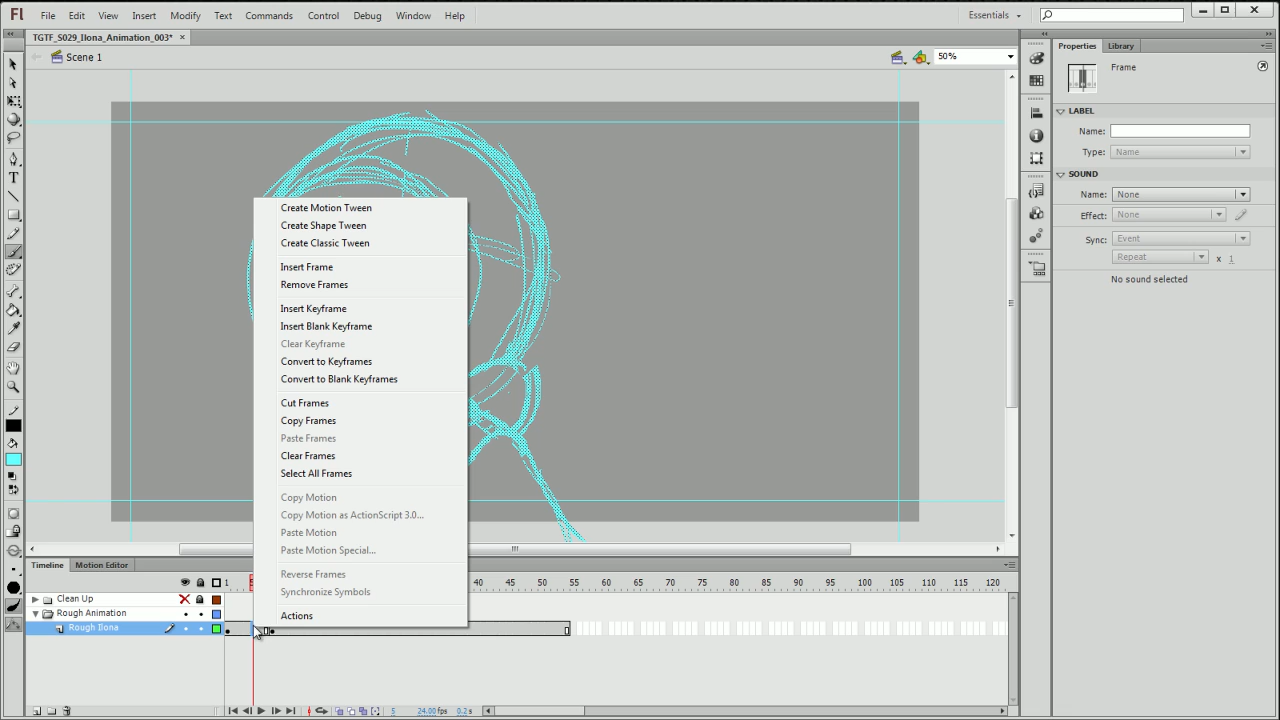 Fl File Edit View Insert Modify Text Commands Control Debug Window Help Essentials
TGTF_S029_Ilona_Animation_003* ×
Scene 1 50%
Properties Library
Frame
LABEL
Name:
Type: Name
SOUND
Name: None
Effect: None
Sync: Event
Repeat x 1
No sound selected
Create Motion Tween
Create Shape Tween
Create Classic Tween
Insert Frame
Remove Frames
Insert Keyframe
Insert Blank Keyframe
Clear Keyframe
Convert to Keyframes
Convert to Blank Keyframes
Cut Frames
Copy Frames
Paste Frames
Clear Frames
Select All Frames
Copy Motion
Copy Motion as ActionScript 3.0...
Paste Motion
Paste Motion Special...
Reverse Frames
Synchronize Symbols
Actions
Timeline Motion Editor
1 40 45 50 55 60 65 70 75 80 85 90 95 100 105 110 115 120
Clean Up
Rough Animation
Rough Ilona
5 24.00 fps 0.2 s